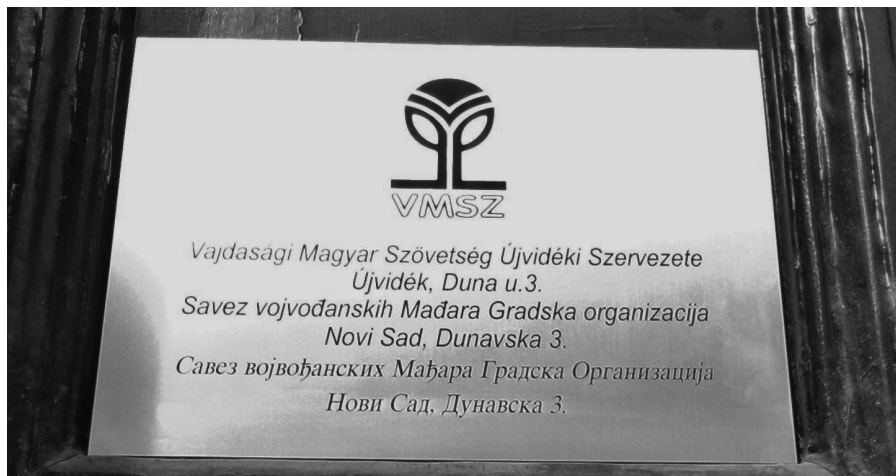 VMSZ
Vajdasági Magyar Szövetség Újvidéki Szervezete
Újvidék, Duna u.3.
Savez vojvođanskih Mađara Gradska organizacija
Novi Sad, Dunavska 3.
Савез војвођанских Мађара Градска Организација
Нови Сад, Дунавска 3.